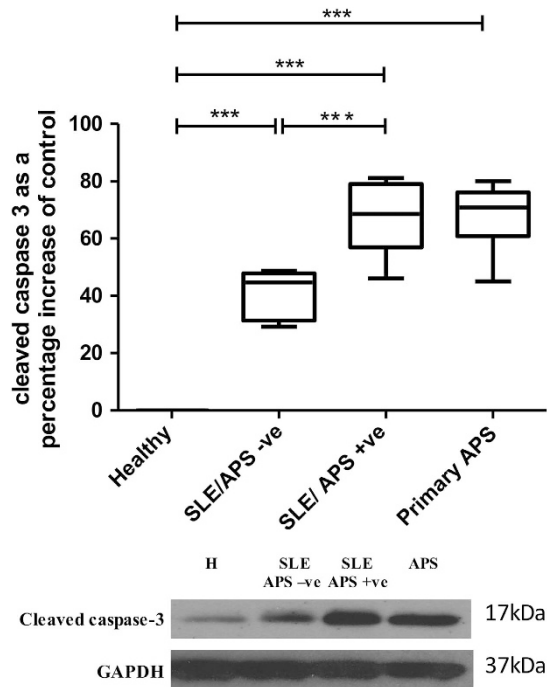 ***
***
*** ***
cleaved caspase 3 as a
percentage increase of control
100
80
60
40
20
0
Healthy
SLE/APS -ve
SLE/ APS +ve
Primary APS
H SLE SLE APS
APS –ve APS +ve
Cleaved caspase-3 17kDa
GAPDH 37kDa